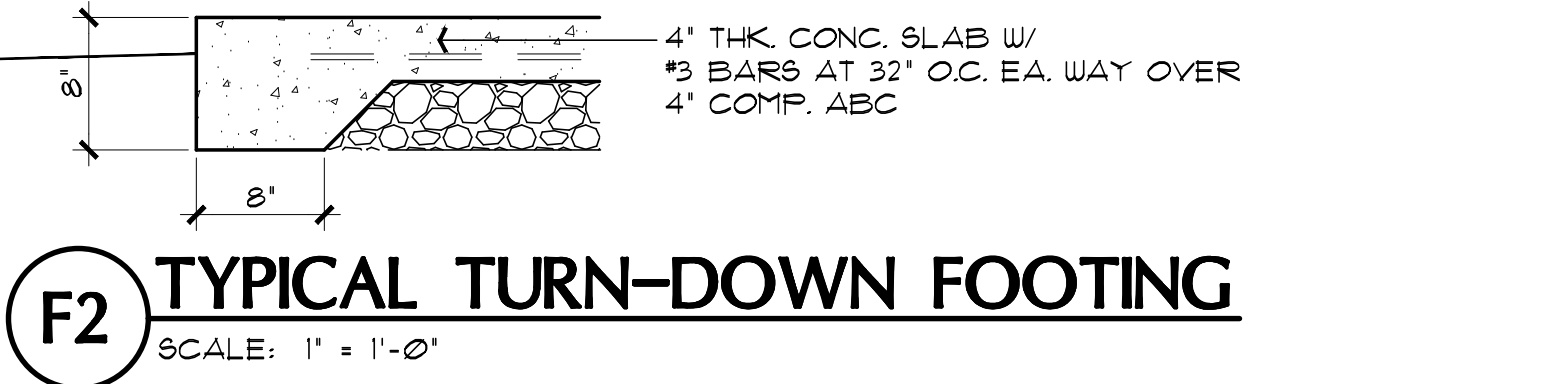 4" THK. CONC. SLAB W/
#3 BARS AT 32" O.C. EA. WAY OVER
4" COMP. ABC
8"
8"
F2
TYPICAL TURN-DOWN FOOTING
SCALE: 1" = 1'-0"